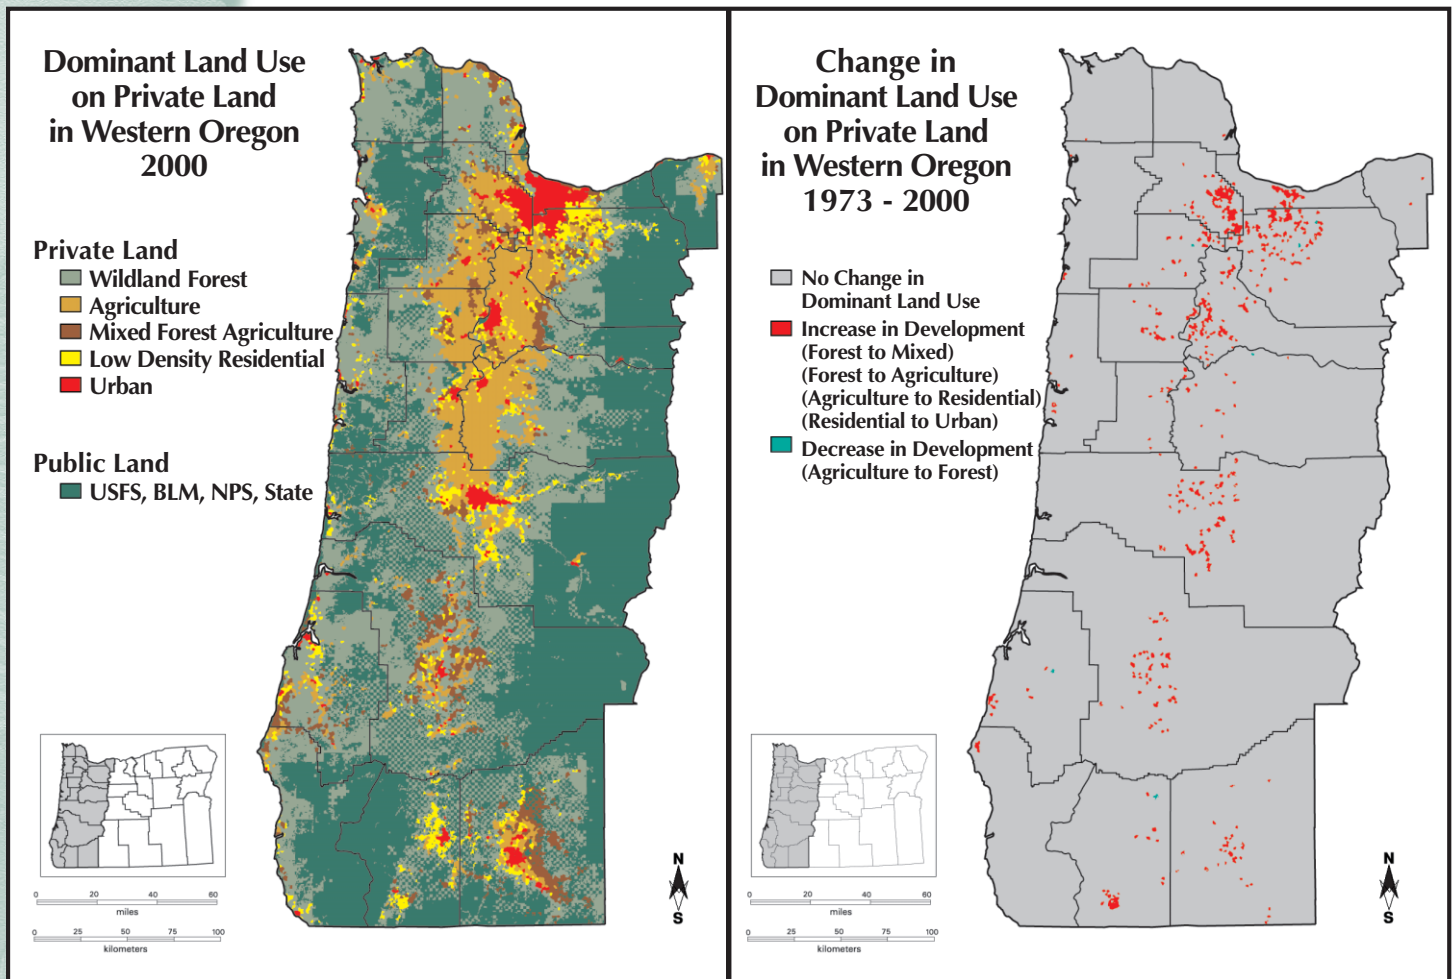 Dominant Land Use
on Private Land
in Western Oregon
2000
Private Land
Wildland Forest
Agriculture
Mixed Forest Agriculture
Low Density Residential
Urban
Public Land
USFS, BLM, NPS, State
0 20 40 60
miles
0 25 50 75 100
kilometers
N
S
Change in
Dominant Land Use
on Private Land
in Western Oregon
1973 - 2000
No Change in
Dominant Land Use
Increase in Development
(Forest to Mixed)
(Forest to Agriculture)
(Agriculture to Residential)
(Residential to Urban)
Decrease in Development
(Agriculture to Forest)
0 20 40 60
miles
0 25 50 75 100
kilometers
N
S